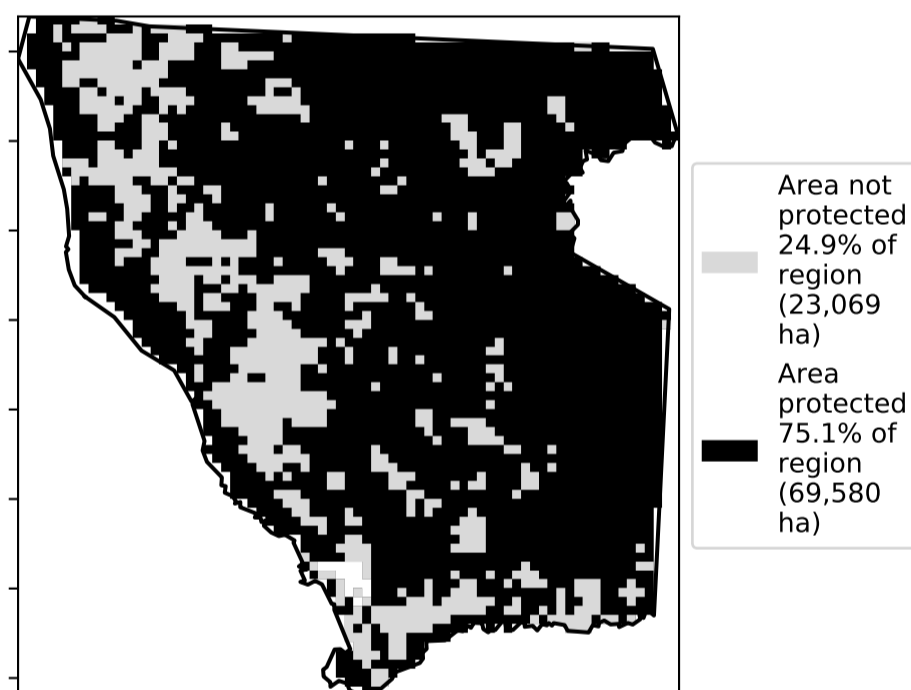 Area not
protected
24.9% of
region
(23,069
ha)
Area
protected
75.1% of
region
(69,580
ha)